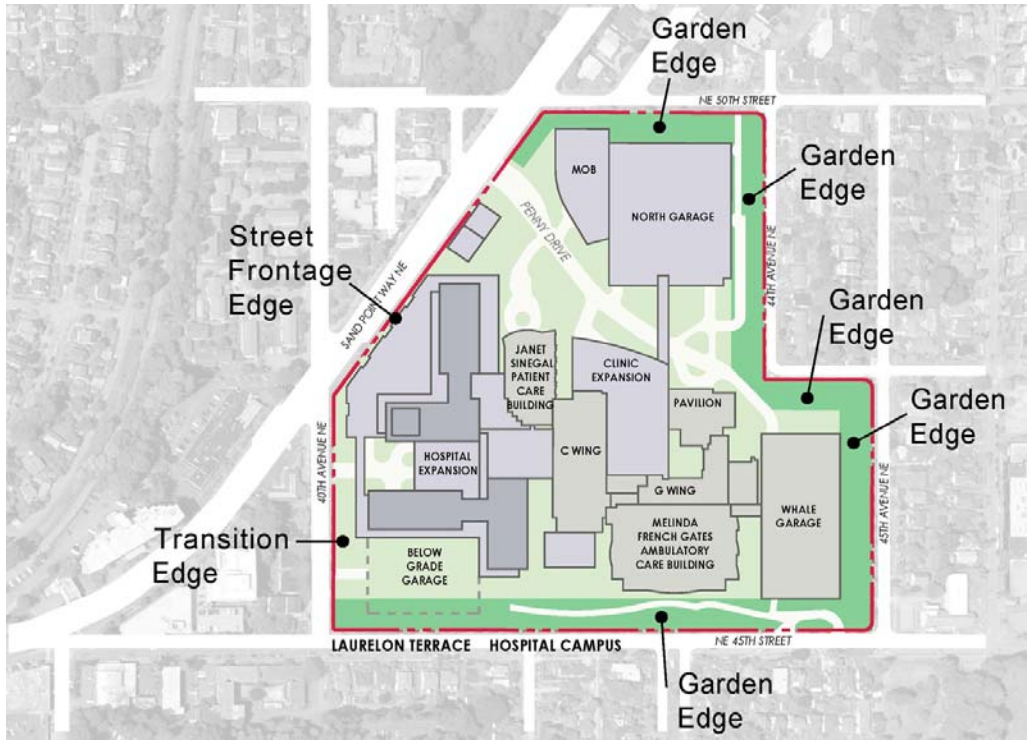 Garden
Edge
NE 50TH STREET
MOB
Garden
Edge
NORTH GARAGE
PENNY DRIVE
Street
Frontage
Edge
44TH AVENUE NE
SAND POINT WAY NE
Garden
Edge
JANET
SINEGAL
PATIENT
CARE
BUILDING
CLINIC
EXPANSION
PAVILION
Garden
Edge
40TH AVENUE NE
HOSPITAL
EXPANSION
C WING
G WING
WHALE
GARAGE
45TH AVENUE NE
Transition
Edge
BELOW
GRADE
GARAGE
MELINDA
FRENCH GATES
AMBULATORY
CARE BUILDING
LAURELON TERRACE HOSPITAL CAMPUS
NE 45TH STREET
Garden
Edge